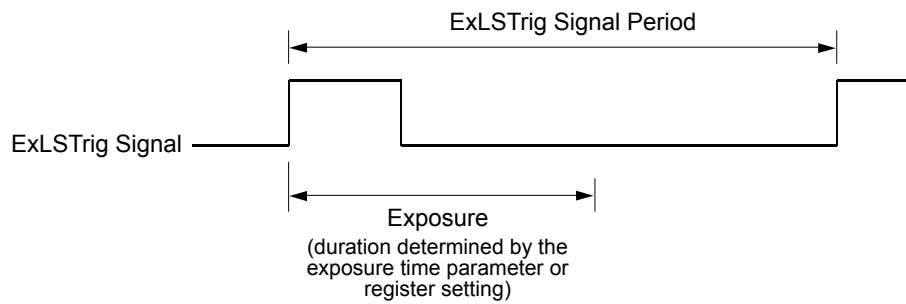 ExLSTrig Signal Period
ExLSTrig Signal
Exposure
(duration determined by the
exposure time parameter or
register setting)